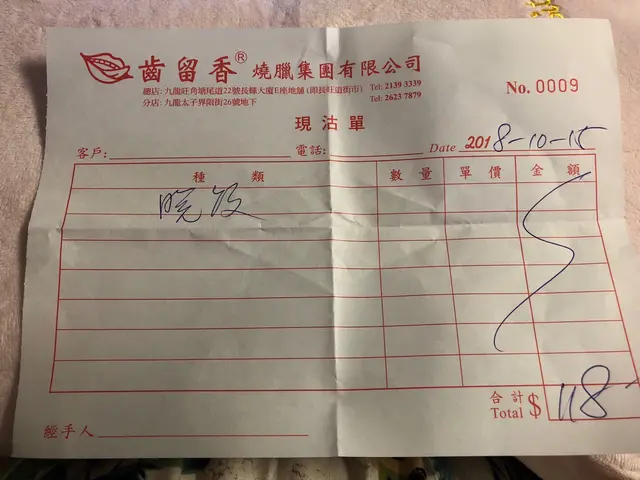 齒留香® 燒臘集團有限公司
總店: 九龍旺角塘尾道22號長縣大廈E座地舖 (即長旺道街市) Tel: 2139 3339
分店: 九龍太子界限街26號地下 Tel: 2623 7879
No. 0009
現沽單
客戶: 電話: Date 2018-10-15
種類 數量 單價 金額
晚飯
合計 Total $ 118
經手人